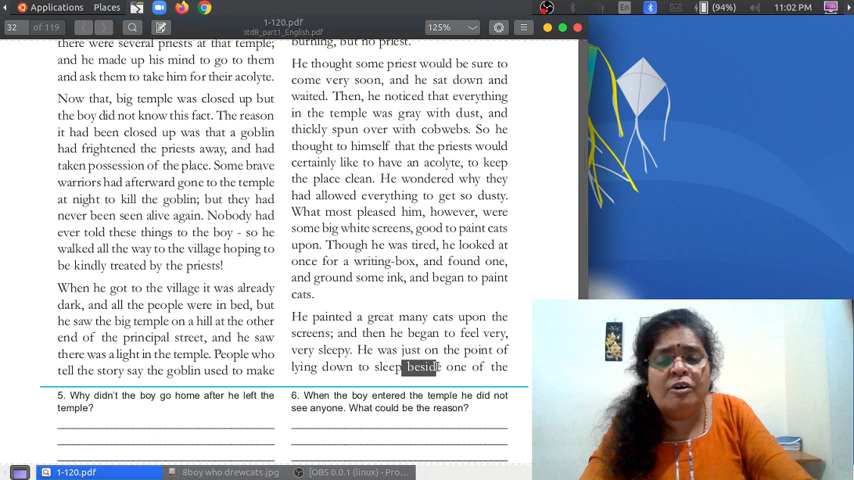 Applications Places En (94%) 11:02 PM
32 of 119 1-120.pdf 125%
std8_part1_English.pdf
there were several priests at that temple;
and he made up his mind to go to them
and ask them to take him for their acolyte.
Now that, big temple was closed up but
the boy did not know this fact. The reason
it had been closed up was that a goblin
had frightened the priests away, and had
taken possession of the place. Some brave
warriors had afterward gone to the temple
at night to kill the goblin; but they had
never been seen alive again. Nobody had
ever told these things to the boy - so he
walked all the way to the village hoping to
be kindly treated by the priests!
When he got to the village it was already
dark, and all the people were in bed, but
he saw the big temple on a hill at the other
end of the principal street, and he saw
there was a light in the temple. People who
tell the story say the goblin used to make
5. Why didn't the boy go home after he left the
temple?
burning, but no priest.
He thought some priest would be sure to
come very soon, and he sat down and
waited. Then, he noticed that everything
in the temple was gray with dust, and
thickly spun over with cobwebs. So he
thought to himself that the priests would
certainly like to have an acolyte, to keep
the place clean. He wondered why they
had allowed everything to get so dusty.
What most pleased him, however, were
some big white screens, good to paint cats
upon. Though he was tired, he looked at
once for a writing-box, and found one,
and ground some ink, and began to paint
cats.
He painted a great many cats upon the
screens; and then he began to feel very,
very sleepy. He was just on the point of
lying down to sleep beside one of the
6. When the boy entered the temple he did not
see anyone. What could be the reason?
1-120.pdf 8boy who drewcats.jpg [OBS 0.0.1 (linux) - Pro...